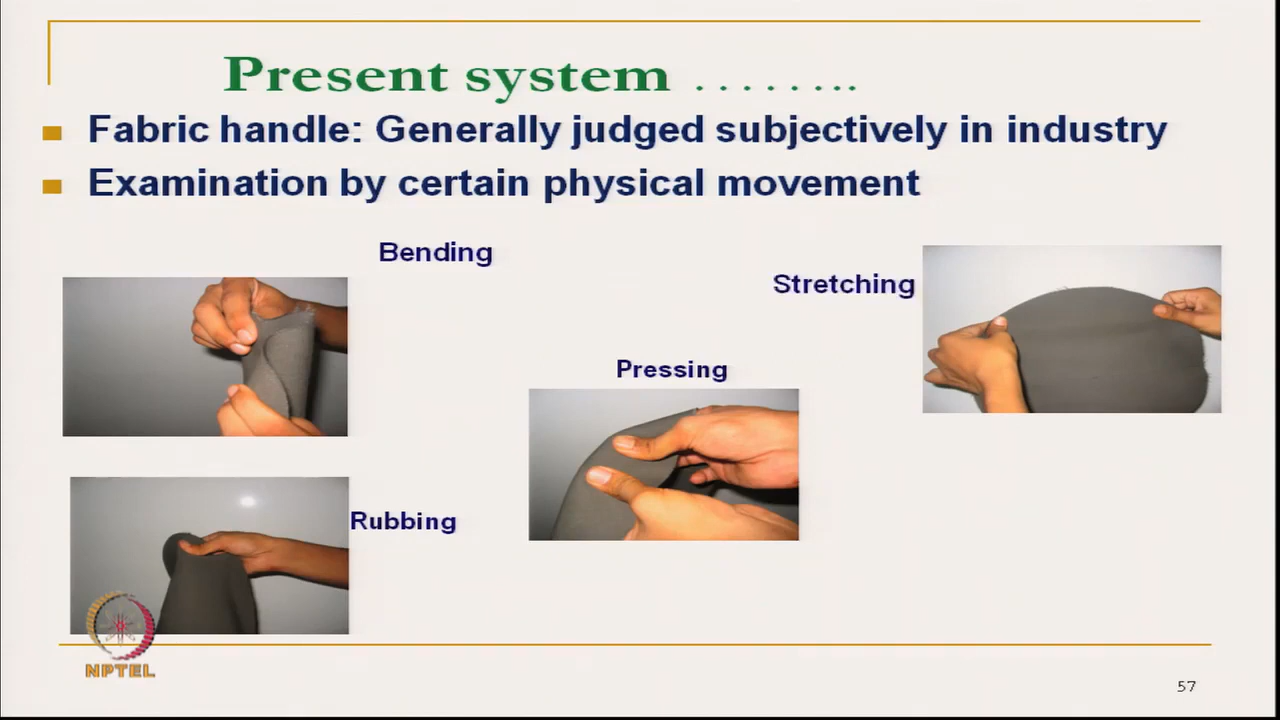 Present system ........
Fabric handle: Generally judged subjectively in industry
Examination by certain physical movement
Bending
Stretching
Pressing
Rubbing
NPTEL
57